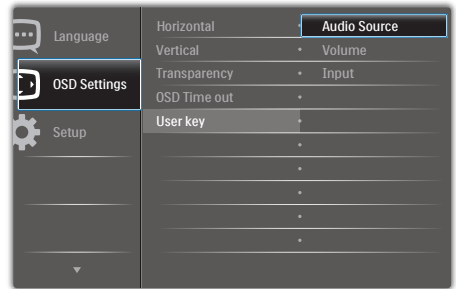 Language
OSD Settings
Setup
Horizontal
Vertical
Transparency
OSD Time out
User key
Audio Source
Volume
Input